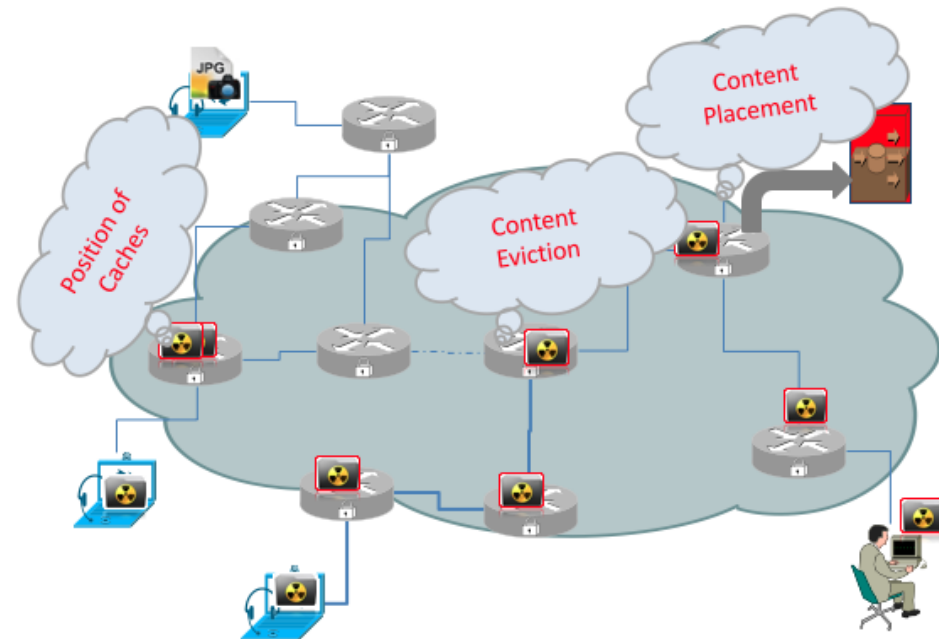 JPG
Content
Placement
Position of
Caches
Content
Eviction